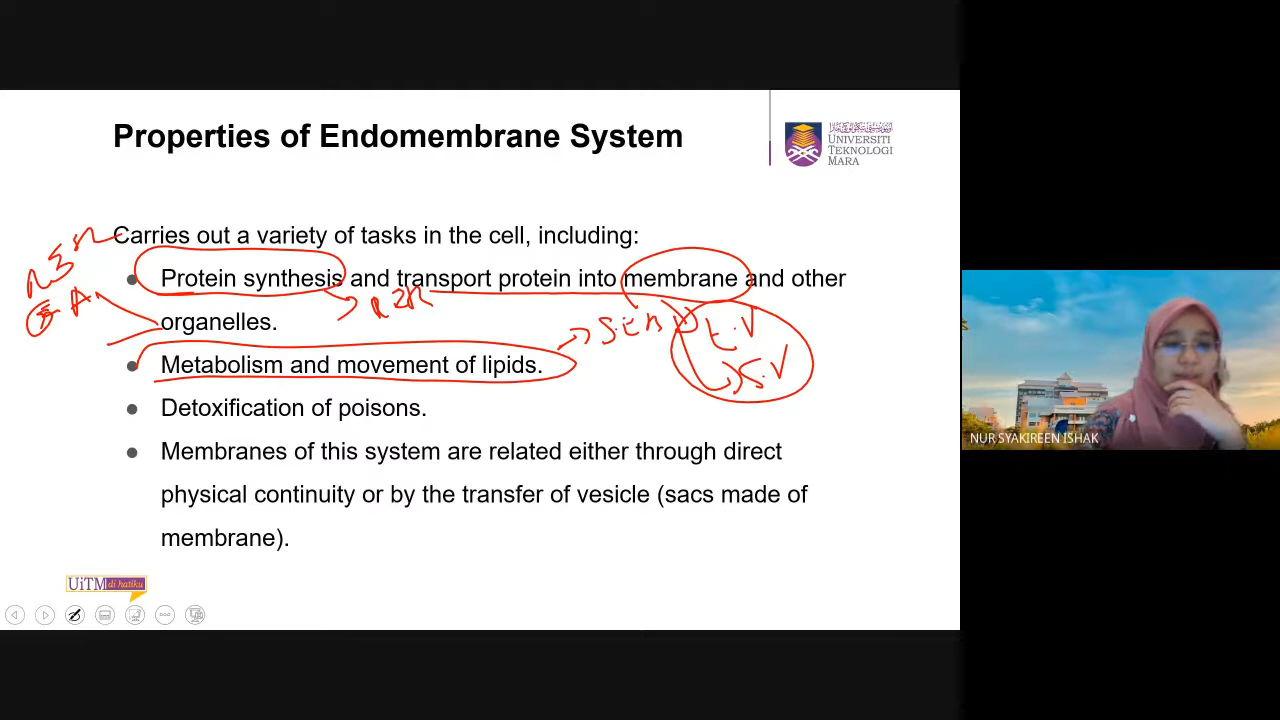 Properties of Endomembrane System
UNIVERSITI
TEKNOLOGI
MARA
Carries out a variety of tasks in the cell, including:
● Protein synthesis and transport protein into membrane and other
organelles.
● Metabolism and movement of lipids.
● Detoxification of poisons.
● Membranes of this system are related either through direct
physical continuity or by the transfer of vesicle (sacs made of
membrane).
S.V
UiTM di hatiku
NUR SYAKIREEN ISHAK